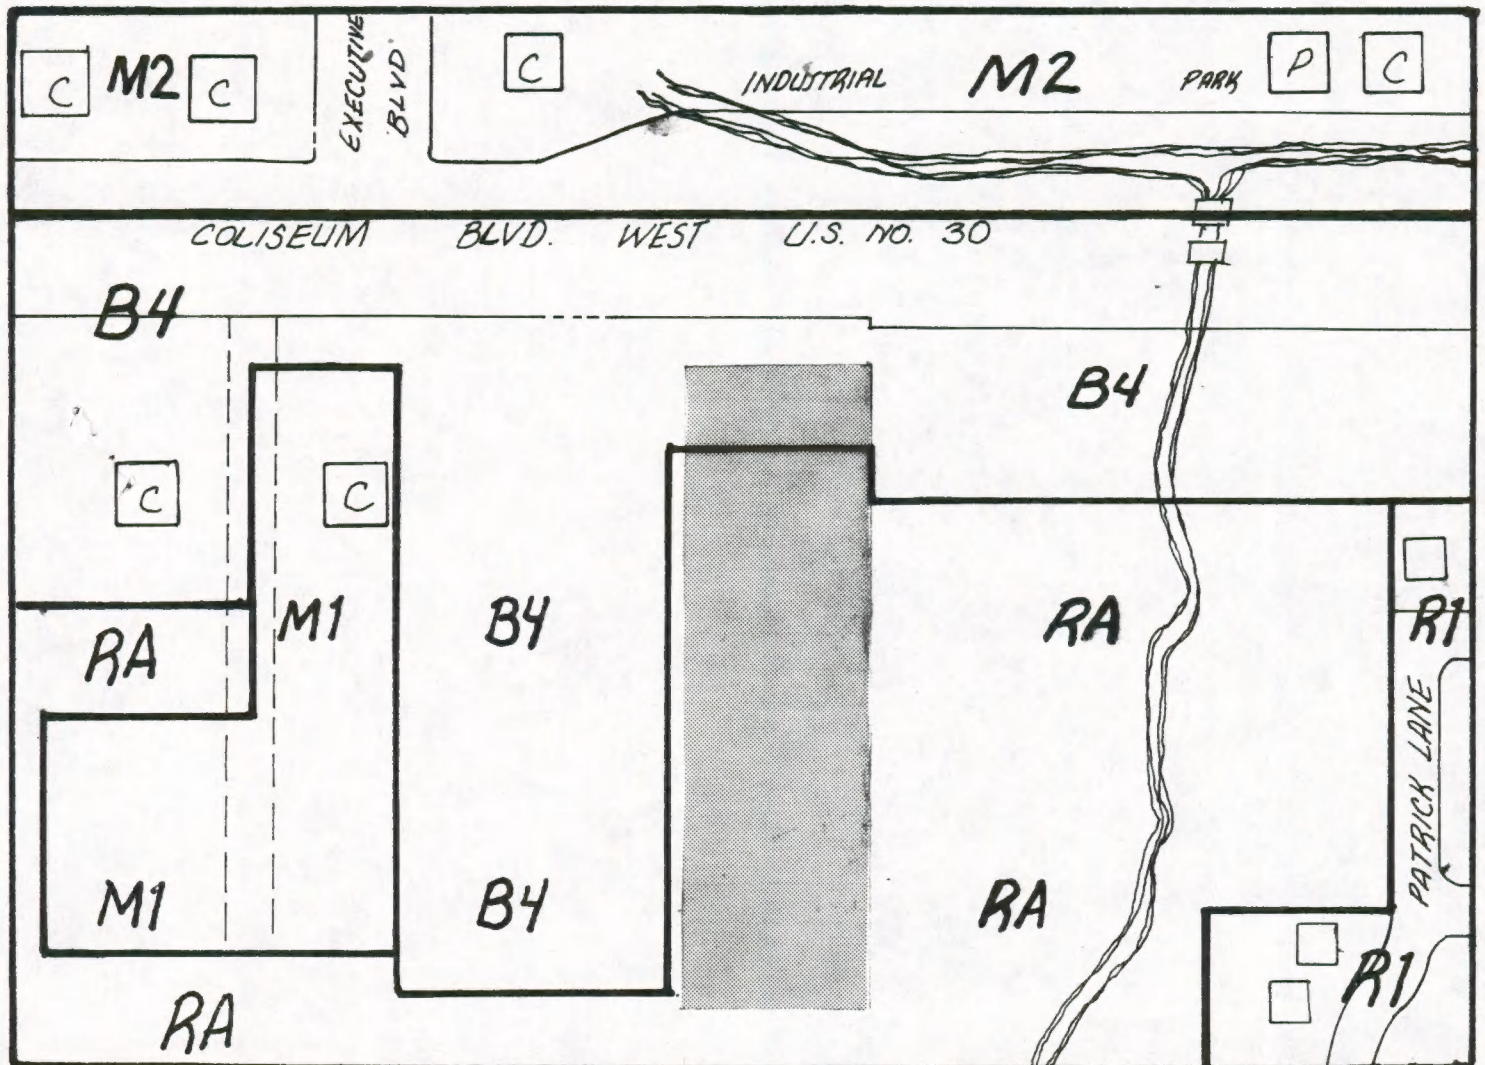 C M2 C EXECUTIVE BLVD. C INDUSTRIAL M2 PARK P C
COLISEUM BLVD. WEST U.S. NO. 30
B4
B4
C C
M1 B4 RA R1
RA
PATRICK LANE
M1 B4 RA
R1
RA